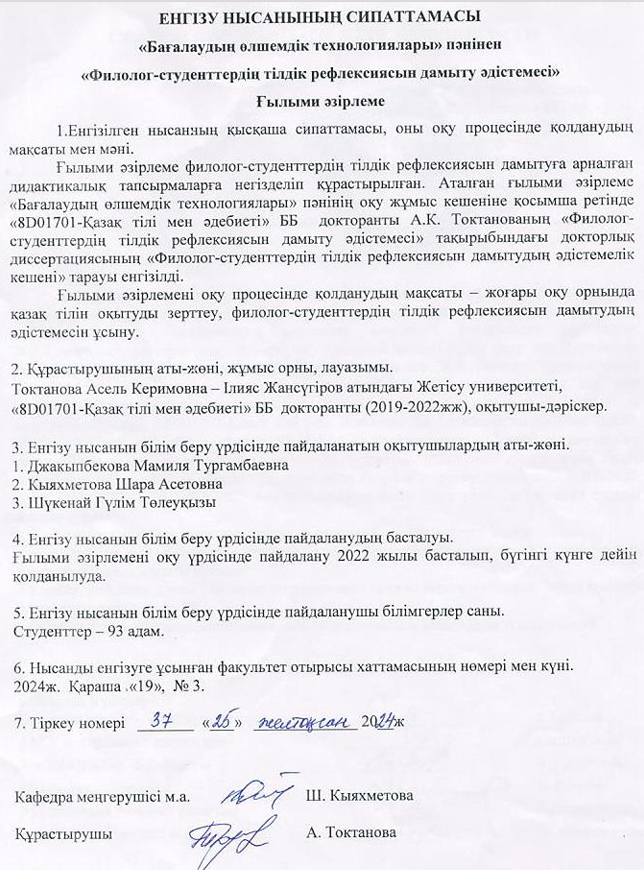 ЕНГІЗУ НЫСАНЫНЫҢ СИПАТТАМАСЫ
«Бағалаудың өлшемдік технологиялары» пәнінен
«Филолог-студенттердің тілдік рефлексиясын дамыту әдістемесі»
Ғылыми әзірлеме
1.Енгізілген нысанның қысқаша сипаттамасы, оны оқу процесінде қолданудың
мақсаты мен мәні.
Ғылыми әзірлеме филолог-студенттердің тілдік рефлексиясын дамытуға арналған
дидактикалық тапсырмаларға негізделіп құрастырылған. Аталған ғылыми әзірлеме
«Бағалаудың өлшемдік технологиялары» пәнінің оқу жұмыс кешеніне қосымша ретінде
«8D01701-Қазақ тілі мен әдебиеті» ББ докторанты А.К. Токтанованың «Филолог-
студенттердің тілдік рефлексиясын дамыту әдістемесі» тақырыбындағы докторлық
диссертациясының «Филолог-студенттердің тілдік рефлексиясын дамытудың әдістемелік
кешені» тарауы енгізілді.
Ғылыми әзірлемені оқу процесінде қолданудың мақсаты – жоғары оқу орнында
қазақ тілін оқытуды зерттеу, филолог-студенттердің тілдік рефлексиясын дамытудың
әдістемесін ұсыну.
2. Құрастырушының аты-жөні, жұмыс орны, лауазымы.
Токтанова Асель Керимовна – Ілияс Жансүгіров атындағы Жетісу университеті,
«8D01701-Қазақ тілі мен әдебиеті» ББ докторанты (2019-2022жж), оқытушы-дәріскер.
3. Енгізу нысанын білім беру үрдісінде пайдаланатын оқытушылардың аты-жөні.
1. Джакыпбекова Мамиля Тургамбаевна
2. Кыяхметова Шара Асетовна
3. Шүкенай Гүлім Төлеуқызы
4. Енгізу нысанын білім беру үрдісінде пайдаланудың басталуы.
Ғылыми әзірлемені оқу үрдісінде пайдалану 2022 жылы басталып, бүгінгі күнге дейін
қолданылуда.
5. Енгізу нысанын білім беру үрдісінде пайдаланушы білімгерлер саны.
Студенттер – 93 адам.
6. Нысанды енгізуге ұсынған факультет отырысы хаттамасының нөмері мен күні.
2024ж. Қараша «19», № 3.
7. Тіркеу номері 37 «25» желтоқсан 2024ж
Кафедра меңгерушісі м.а. Ш. Кыяхметова
Құрастырушы А. Токтанова